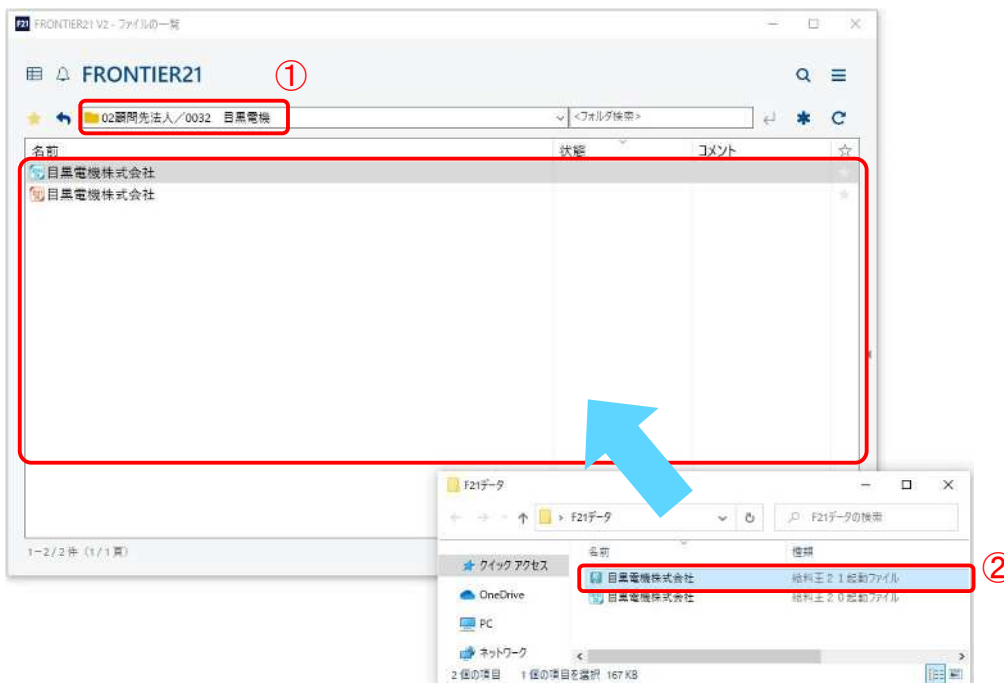 F21 FRONTIER21 V2 - ファイルの一覧
FRONTIER21
①
02顧問先法人／0032　目黒電機
<フォルダ検索>
名前 状態 コメント
目黒電機株式会社
目黒電機株式会社
1-2/2件 (1/1頁)
F21データ
F21データ
F21データの検索
名前 種類
クイック アクセス
目黒電機株式会社 給料王２１起動ファイル
②
OneDrive
目黒電機株式会社 給料王２０起動ファイル
PC
ネットワーク
2 個の項目 1 個の項目を選択 167 KB